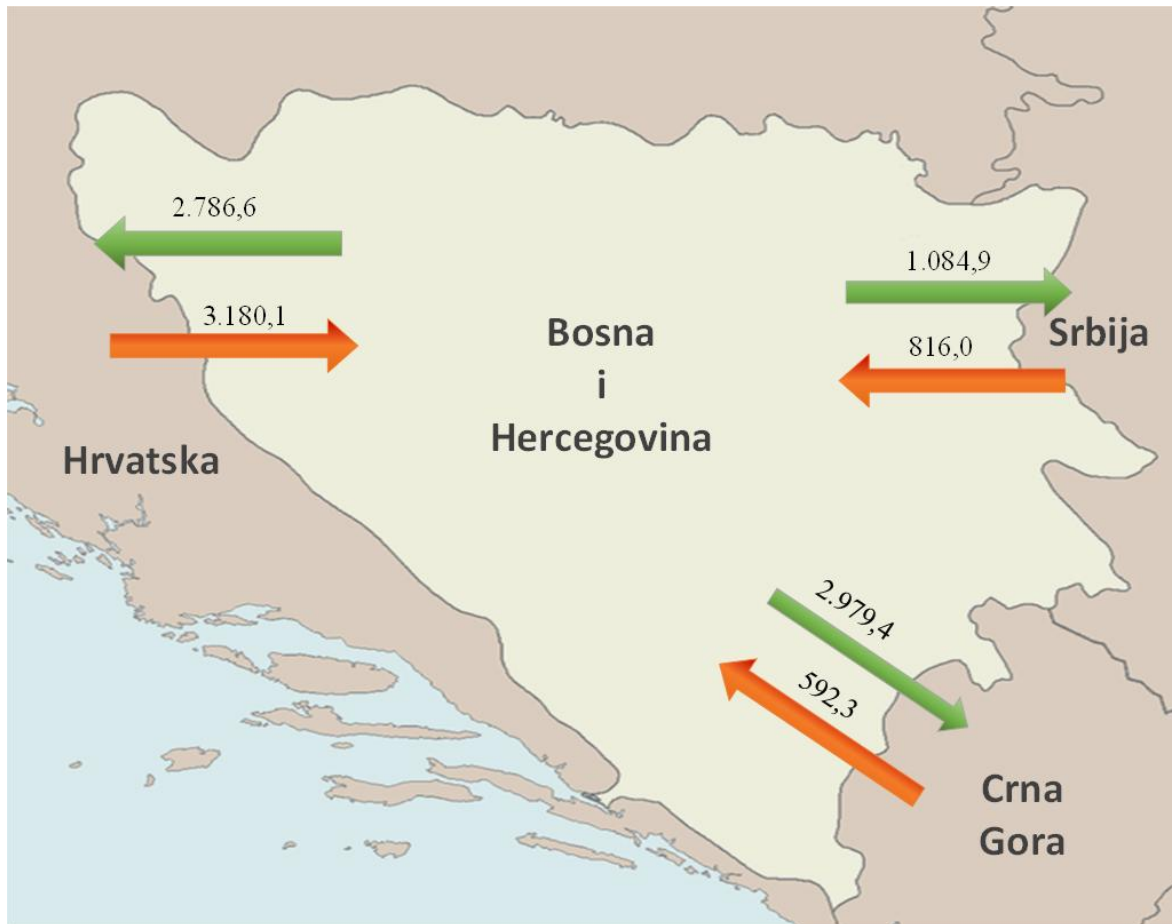 2.786,6
1.084,9
3.180,1
Bosna
i
Hercegovina
Srbija
816,0
Hrvatska
2.979,4
592,3
Crna
Gora